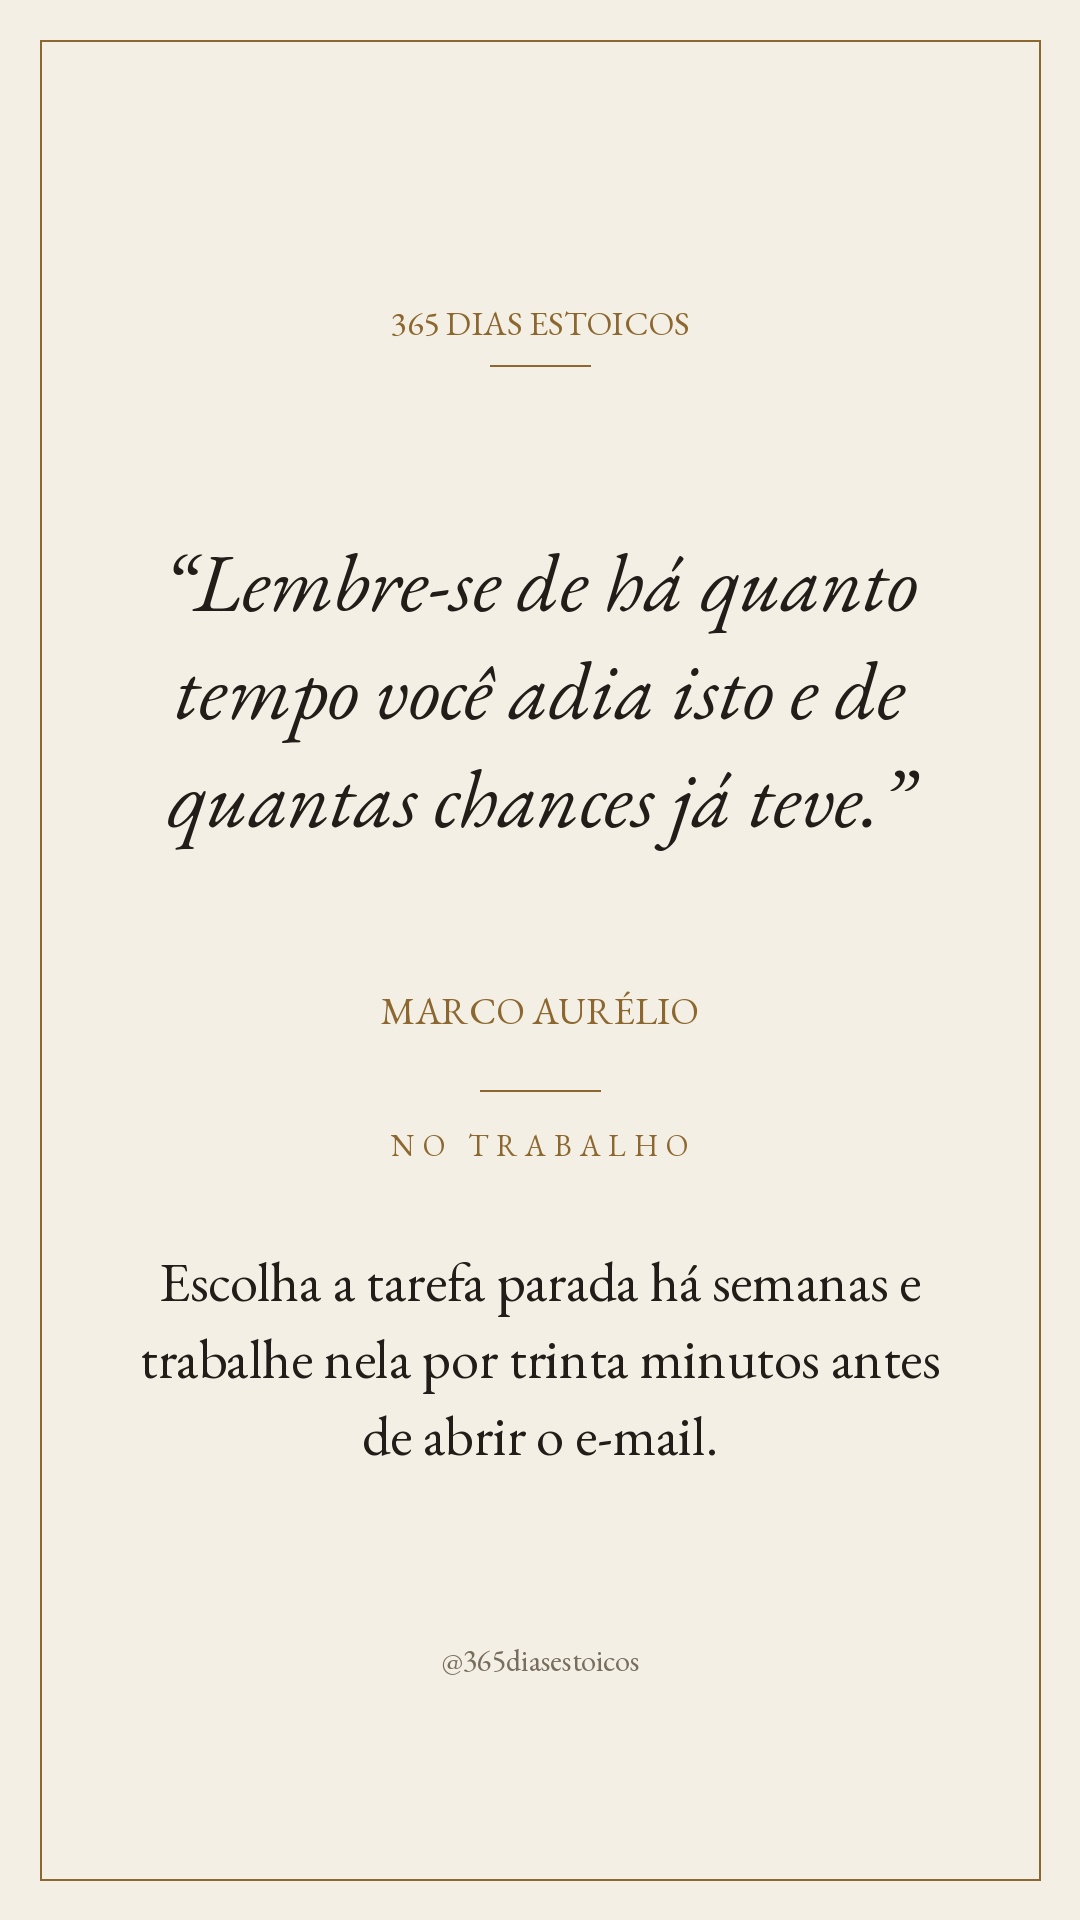 365 DIAS ESTOICOS
“Lembre-se de há quanto
tempo você adia isto e de
quantas chances já teve.”
MARCO AURÉLIO
NO TRABALHO
Escolha a tarefa parada há semanas e
trabalhe nela por trinta minutos antes
de abrir o e-mail.
@365diasestoicos